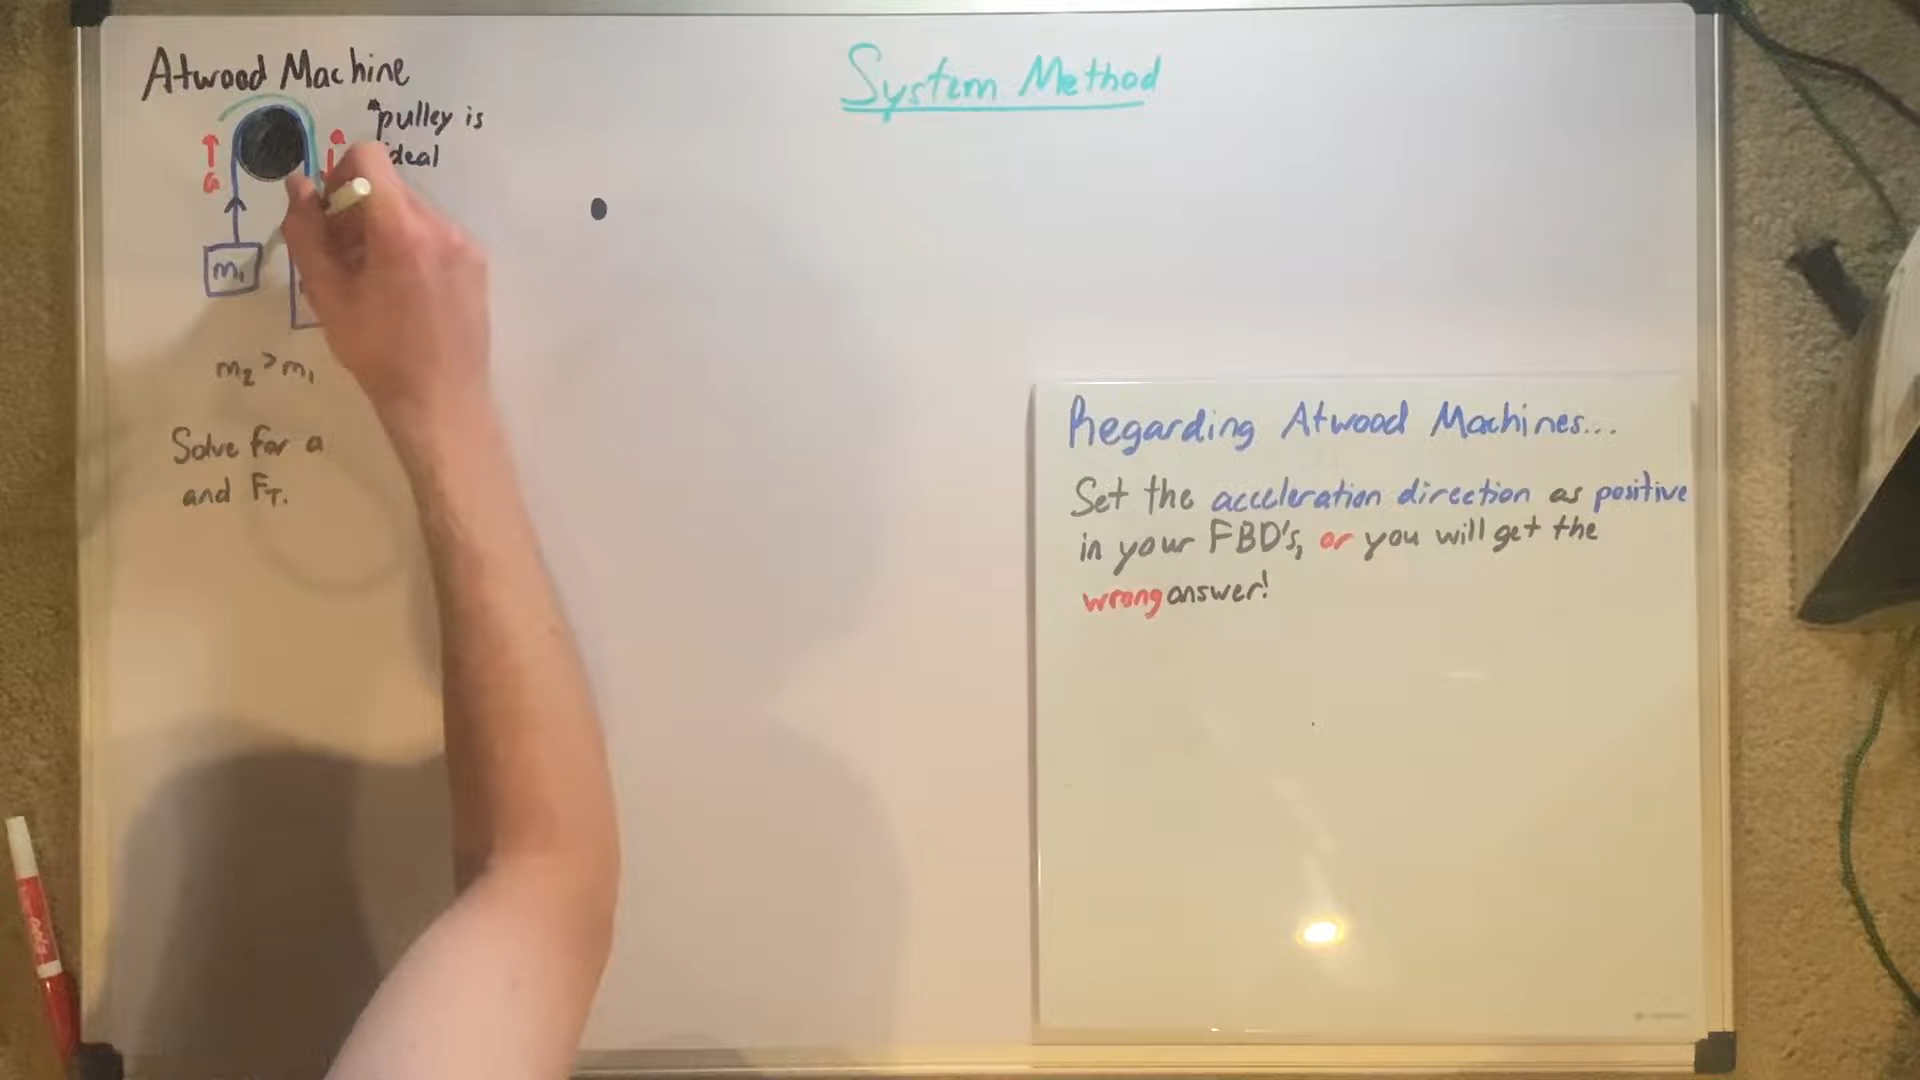 Atwood Machine
*pulley is
ideal
a
a
m₁
m₂ > m₁
Solve for a
and F_T.
System Method
Regarding Atwood Machines...
Set the acceleration direction as positive
in your FBD's, or you will get the
wrong answer!